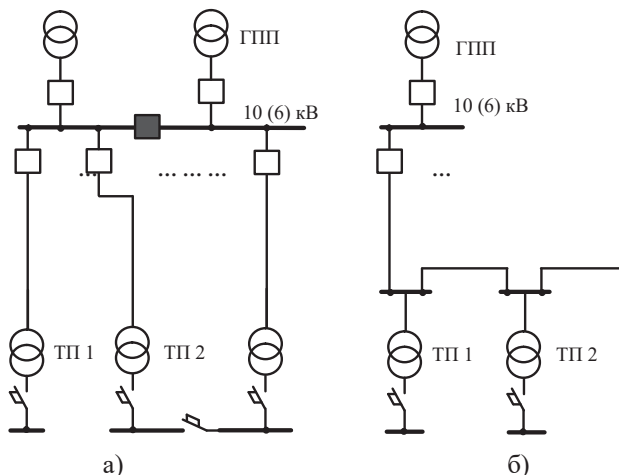 ГПП
10 (6) кВ
... ... ... ...
ТП 1
ТП 2
а)
ГПП
10 (6) кВ
...
ТП 1
ТП 2
б)